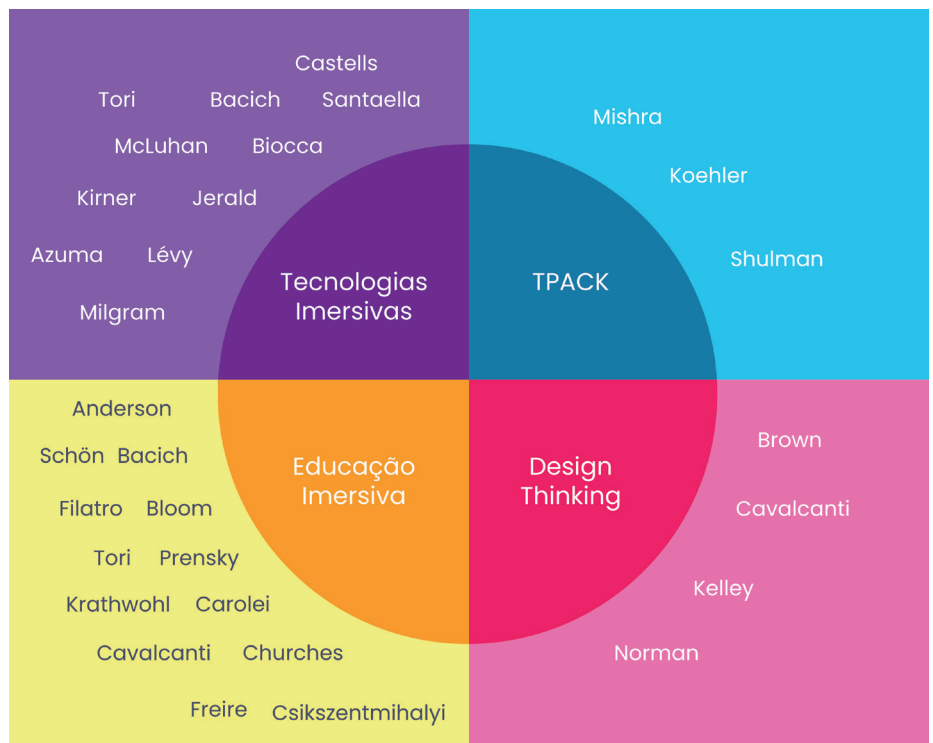 Castells
Tori Bacich Santaella
McLuhan Biocca
Kirner Jerald
Azuma Lévy
Milgram
Tecnologias
Imersivas
Mishra
Koehler
Shulman
TPACK
Anderson
Schön Bacich
Filatro Bloom
Tori Prensky
Krathwohl Carolei
Cavalcanti Churches
Freire Csikszentmihalyi
Educação
Imersiva
Design
Thinking
Brown
Cavalcanti
Kelley
Norman